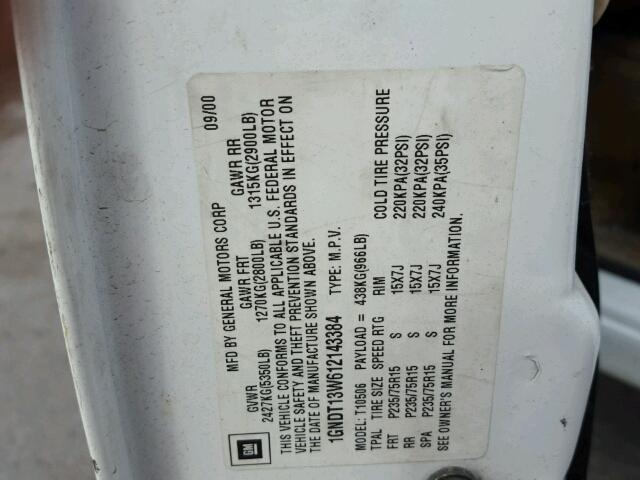 GM
MFD BY GENERAL MOTORS CORP 09/00
GVWR GAWR FRT GAWR RR
2427KG(5350LB) 1270KG(2800LB) 1315KG(2900LB)
THIS VEHICLE CONFORMS TO ALL APPLICABLE U.S. FEDERAL MOTOR
VEHICLE SAFETY AND THEFT PREVENTION STANDARDS IN EFFECT ON
THE DATE OF MANUFACTURE SHOWN ABOVE.
1GNDT13W612143384 TYPE: M.P.V.
MODEL: T10506 PAYLOAD = 438KG(966LB)
TPAL TIRE SIZE SPEED RTG RIM COLD TIRE PRESSURE
FRT P235/75R15 S 15X7J 220KPA(32PSI)
RR P235/75R15 S 15X7J 220KPA(32PSI)
SPA P235/75R15 S 15X7J 240KPA(35PSI)
SEE OWNER'S MANUAL FOR MORE INFORMATION.